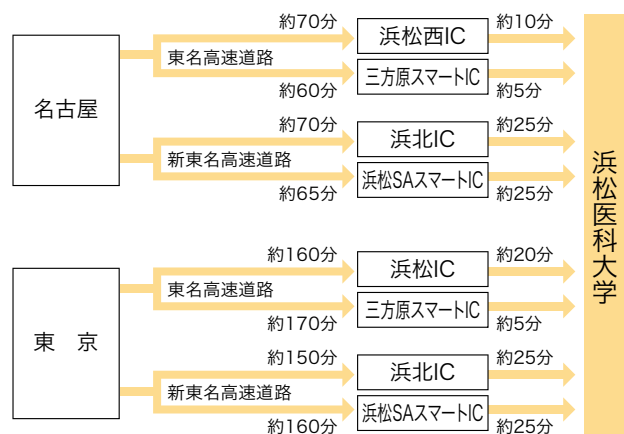 名古屋
東名高速道路
約70分
浜松西IC
約10分
約60分
三方原スマートIC
約5分
新東名高速道路
約70分
浜北IC
約25分
約65分
浜松SAスマートIC
約25分
東　京
東名高速道路
約160分
浜松IC
約20分
約170分
三方原スマートIC
約5分
新東名高速道路
約150分
浜北IC
約25分
約160分
浜松SAスマートIC
約25分
浜松医科大学